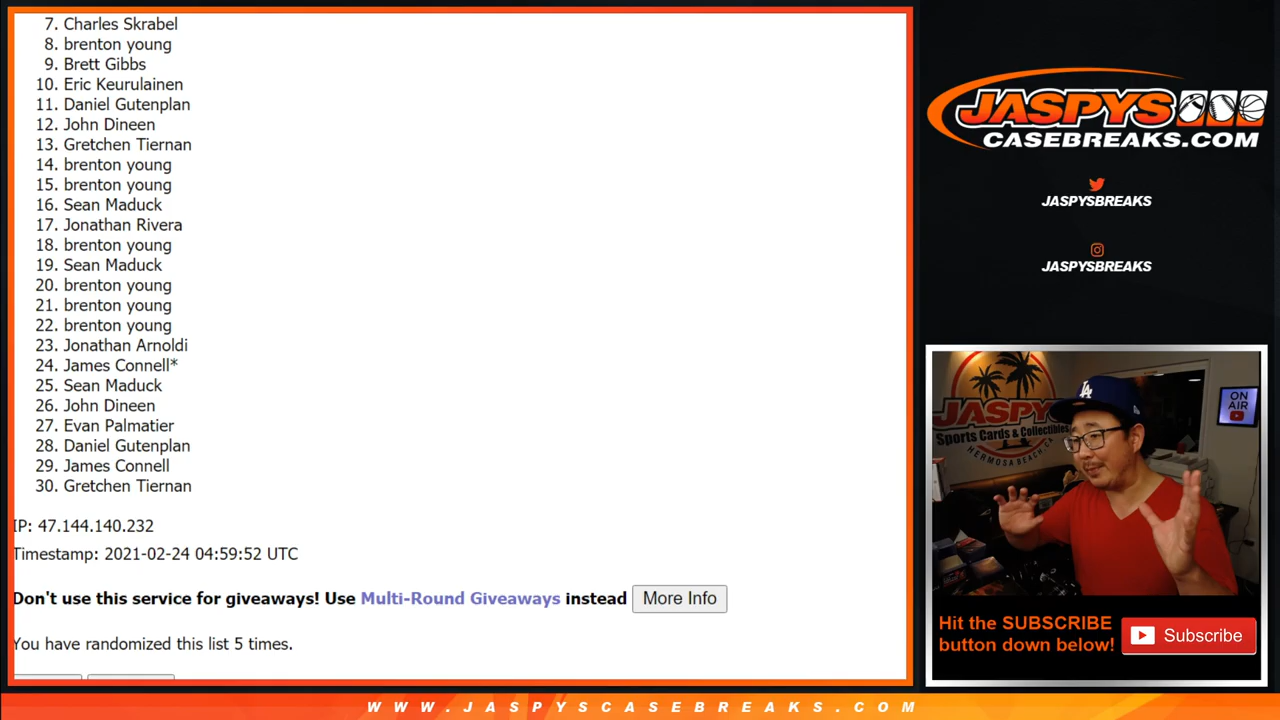 7. Charles Skrabel
8. brenton young
9. Brett Gibbs
10. Eric Keurulainen
11. Daniel Gutenplan
12. John Dineen
13. Gretchen Tiernan
14. brenton young
15. brenton young
16. Sean Maduck
17. Jonathan Rivera
18. brenton young
19. Sean Maduck
20. brenton young
21. brenton young
22. brenton young
23. Jonathan Arnoldi
24. James Connell*
25. Sean Maduck
26. John Dineen
27. Evan Palmatier
28. Daniel Gutenplan
29. James Connell
30. Gretchen Tiernan
IP: 47.144.140.232
Timestamp: 2021-02-24 04:59:52 UTC
Don't use this service for giveaways! Use Multi-Round Giveaways instead More Info
You have randomized this list 5 times.
JASPYS
CASEBREAKS.COM
JASPYSBREAKS
JASPYSBREAKS
JASPYS
Sports Cards & Collectibles
HERMOSA BEACH, CA
LA
ON
AIR
Hit the SUBSCRIBE
button down below!
Subscribe
WWW.JASPYSCASEBREAKS.COM